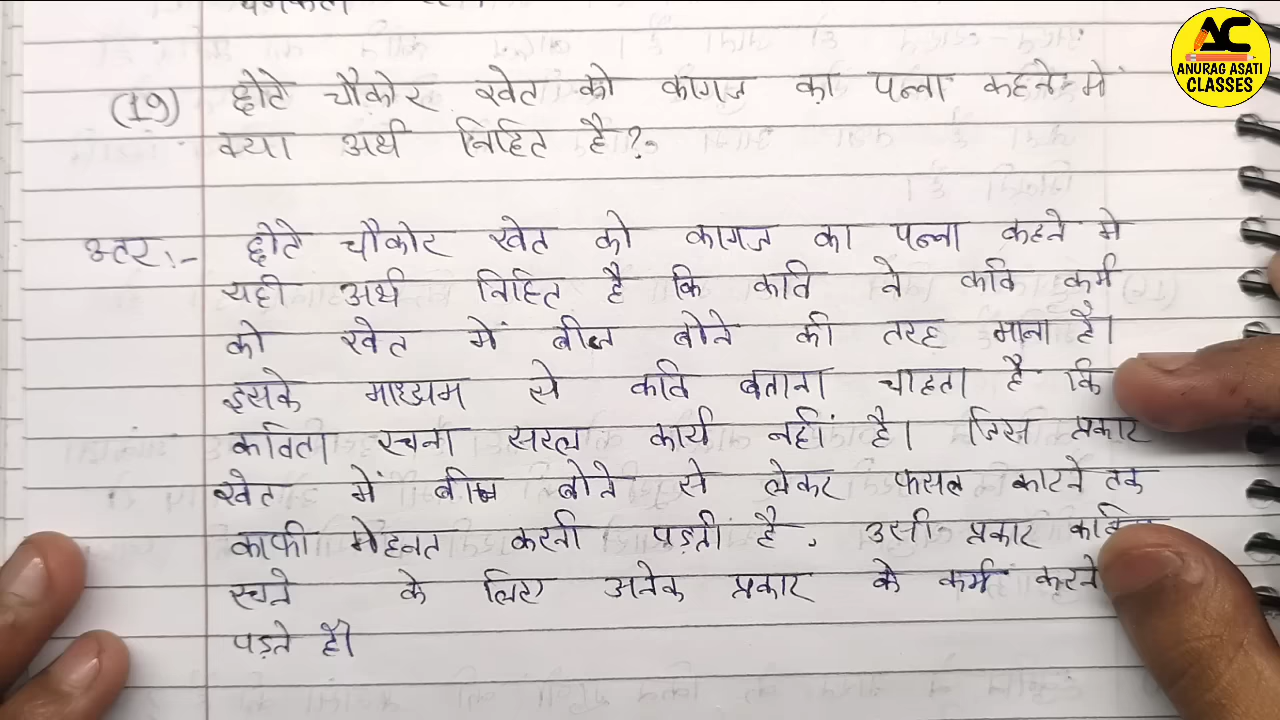 AC
ANURAG ASATI
CLASSES
(19) छोटे चौकोर खेत को कागज का पन्ना कहने में
क्या अर्थ निहित है?
उत्तर:- छोटे चौकोर खेत को कागज का पन्ना कहने मे
यही अर्थ निहित है कि कवि ने कवि कर्म
को खेत में बीज बोने की तरह माना है।
इसके माध्यम से कवि बताना चाहता है कि
कविता रचना सरल कार्य नहीं है। जिस प्रकार
खेत में बीज बोने से लेकर फसल काटने तक
काफी मेहनत करनी पड़ती है, उसी प्रकार
रचने के लिए अनेक प्रकार के कर्म करने
पड़ते है।